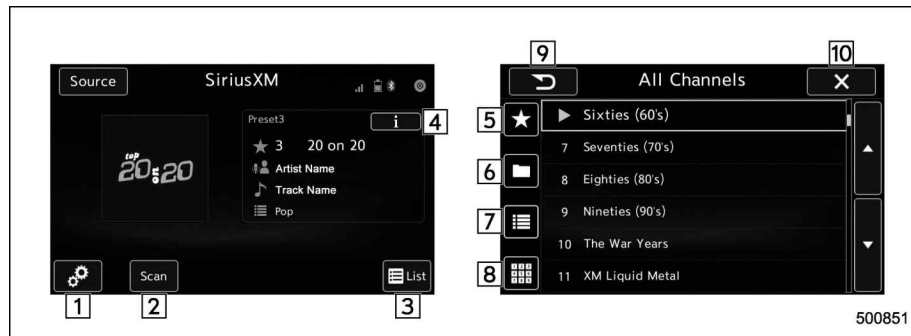 9
10
Source
SiriusXM
All Channels
X
Preset3
i
4
3 20 on 20
Artist Name
Track Name
Pop
top
20 on 20
5
Sixties (60's)
7 Seventies (70's)
6
8 Eighties (80's)
7
9 Nineties (90's)
10 The War Years
8
11 XM Liquid Metal
Scan
List
1
2
3
500851